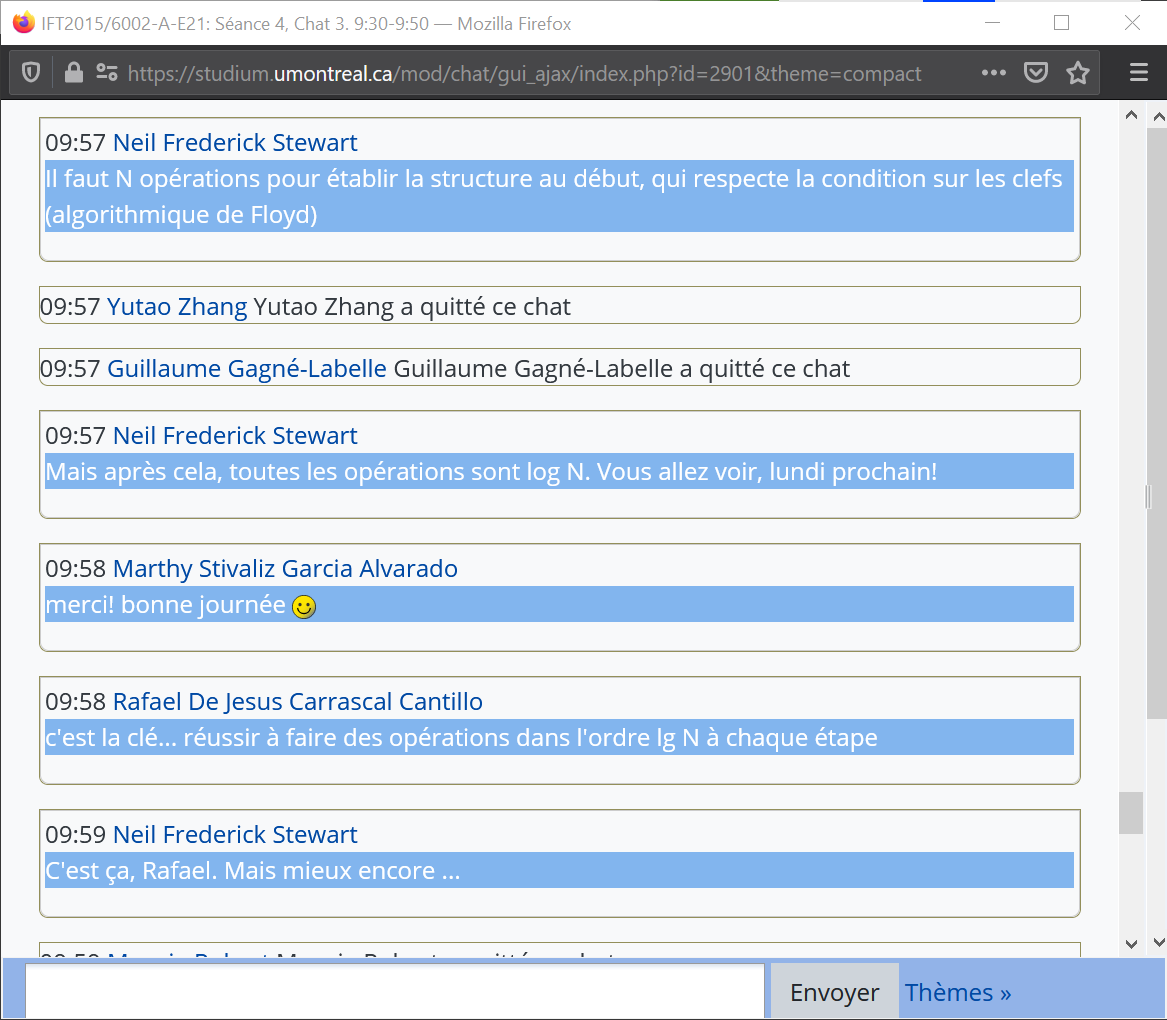 IFT2015/6002-A-E21: Séance 4, Chat 3. 9:30-9:50 — Mozilla Firefox
https://studium.umontreal.ca/mod/chat/gui_ajax/index.php?id=2901&theme=compact
09:57 Neil Frederick Stewart
Il faut N opérations pour établir la structure au début, qui respecte la condition sur les clefs
(algorithmique de Floyd)
09:57 Yutao Zhang Yutao Zhang a quitté ce chat
09:57 Guillaume Gagné-Labelle Guillaume Gagné-Labelle a quitté ce chat
09:57 Neil Frederick Stewart
Mais après cela, toutes les opérations sont log N. Vous allez voir, lundi prochain!
09:58 Marthy Stivaliz Garcia Alvarado
merci! bonne journée
09:58 Rafael De Jesus Carrascal Cantillo
c'est la clé... réussir à faire des opérations dans l'ordre lg N à chaque étape
09:59 Neil Frederick Stewart
C'est ça, Rafael. Mais mieux encore ...
Envoyer Thèmes »